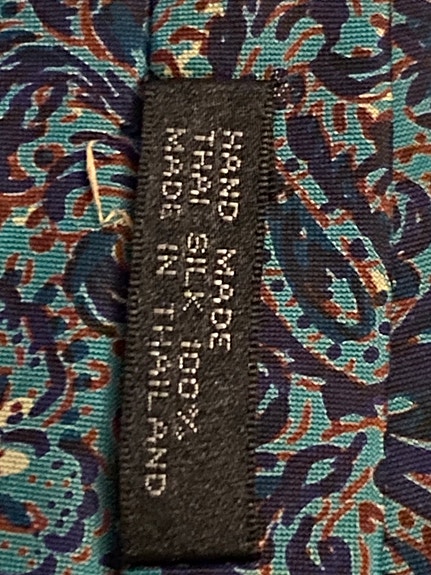 HAND MADE
THAI SILK 100%
MADE IN THAILAND